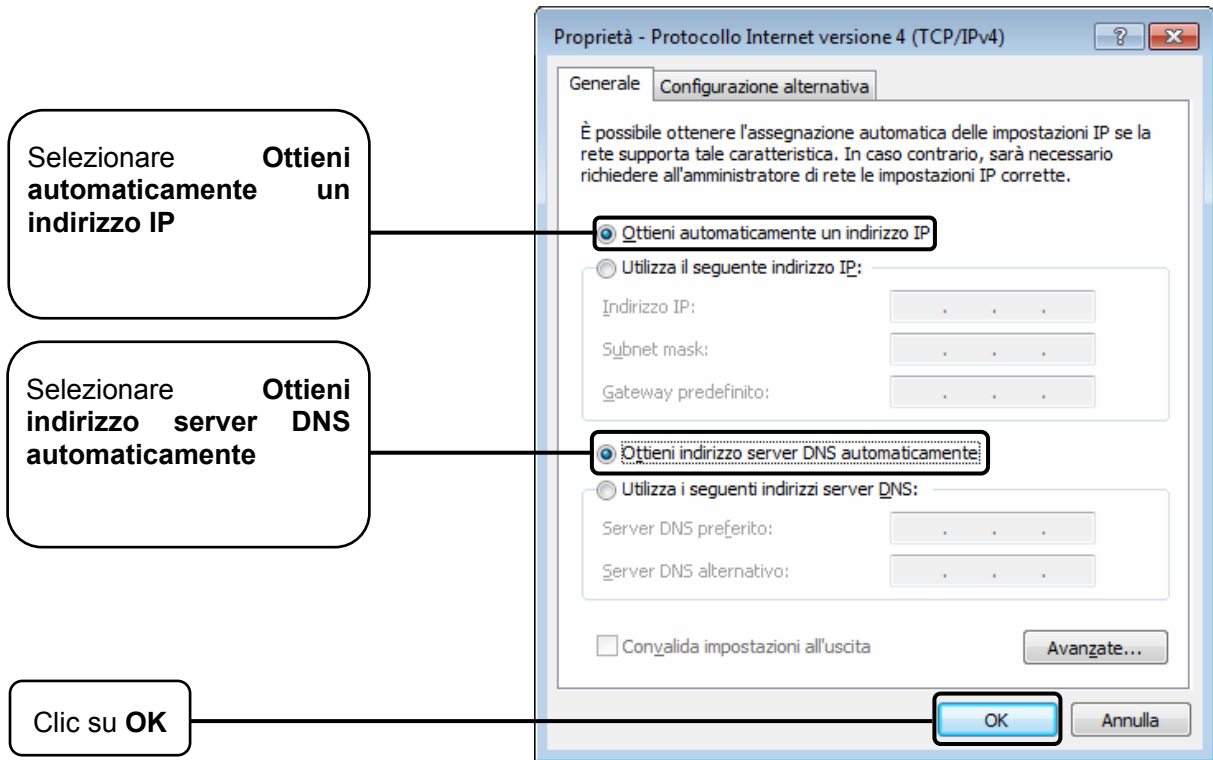 Proprietà - Protocollo Internet versione 4 (TCP/IPv4)
Generale
Configurazione alternativa
È possibile ottenere l'assegnazione automatica delle impostazioni IP se la
rete supporta tale caratteristica. In caso contrario, sarà necessario
richiedere all'amministratore di rete le impostazioni IP corrette.
Selezionare Ottieni
automaticamente un
indirizzo IP
Ottieni automaticamente un indirizzo IP
Utilizza il seguente indirizzo IP:
Indirizzo IP:
Subnet mask:
Gateway predefinito:
Selezionare Ottieni
indirizzo server DNS
automaticamente
Ottieni indirizzo server DNS automaticamente
Utilizza i seguenti indirizzi server DNS:
Server DNS preferito:
Server DNS alternativo:
Convalida impostazioni all'uscita
Avanzate...
Clic su OK
OK
Annulla